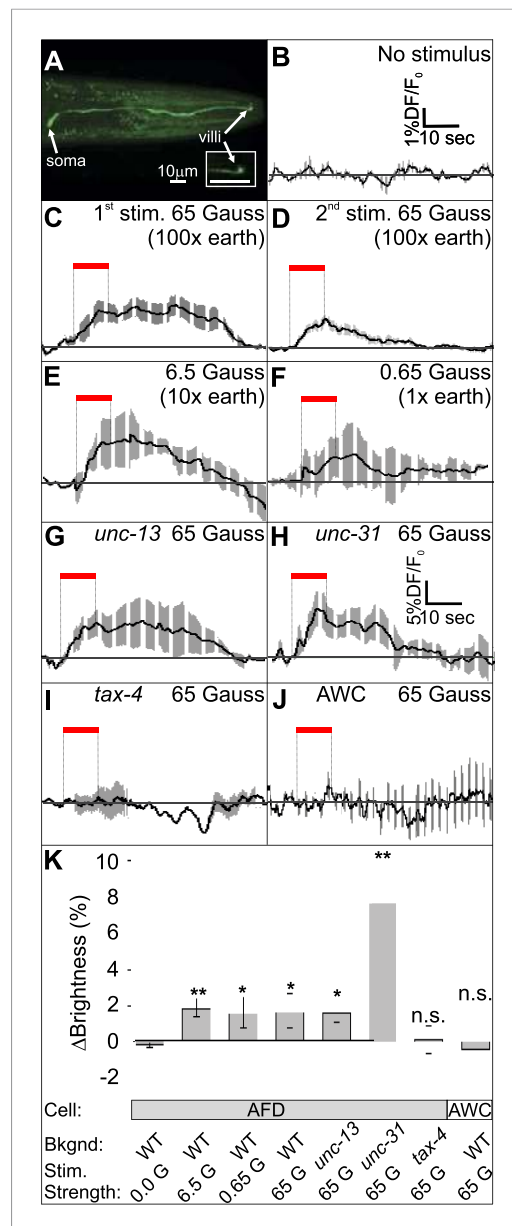 A
soma
villi
10μm
B
No stimulus
1%DF/F0
10 sec
C
1st stim. 65 Gauss
(100x earth)
D
2nd stim. 65 Gauss
(100x earth)
E
6.5 Gauss
(10x earth)
F
0.65 Gauss
(1x earth)
G
unc-13 65 Gauss
H
unc-31 65 Gauss
5%DF/F0
10 sec
I
tax-4 65 Gauss
J
AWC 65 Gauss
K
ΔBrightness (%)
10
8
6
4
2
0
-2
**
*
*
*
**
n.s.
n.s.
Cell: AFD AWC
Bkgnd: WT WT WT WT unc-13 unc-31 tax-4 WT
Stim.
Strength: 0.0 G 6.5 G 0.65 G 65 G 65 G 65 G 65 G 65 G